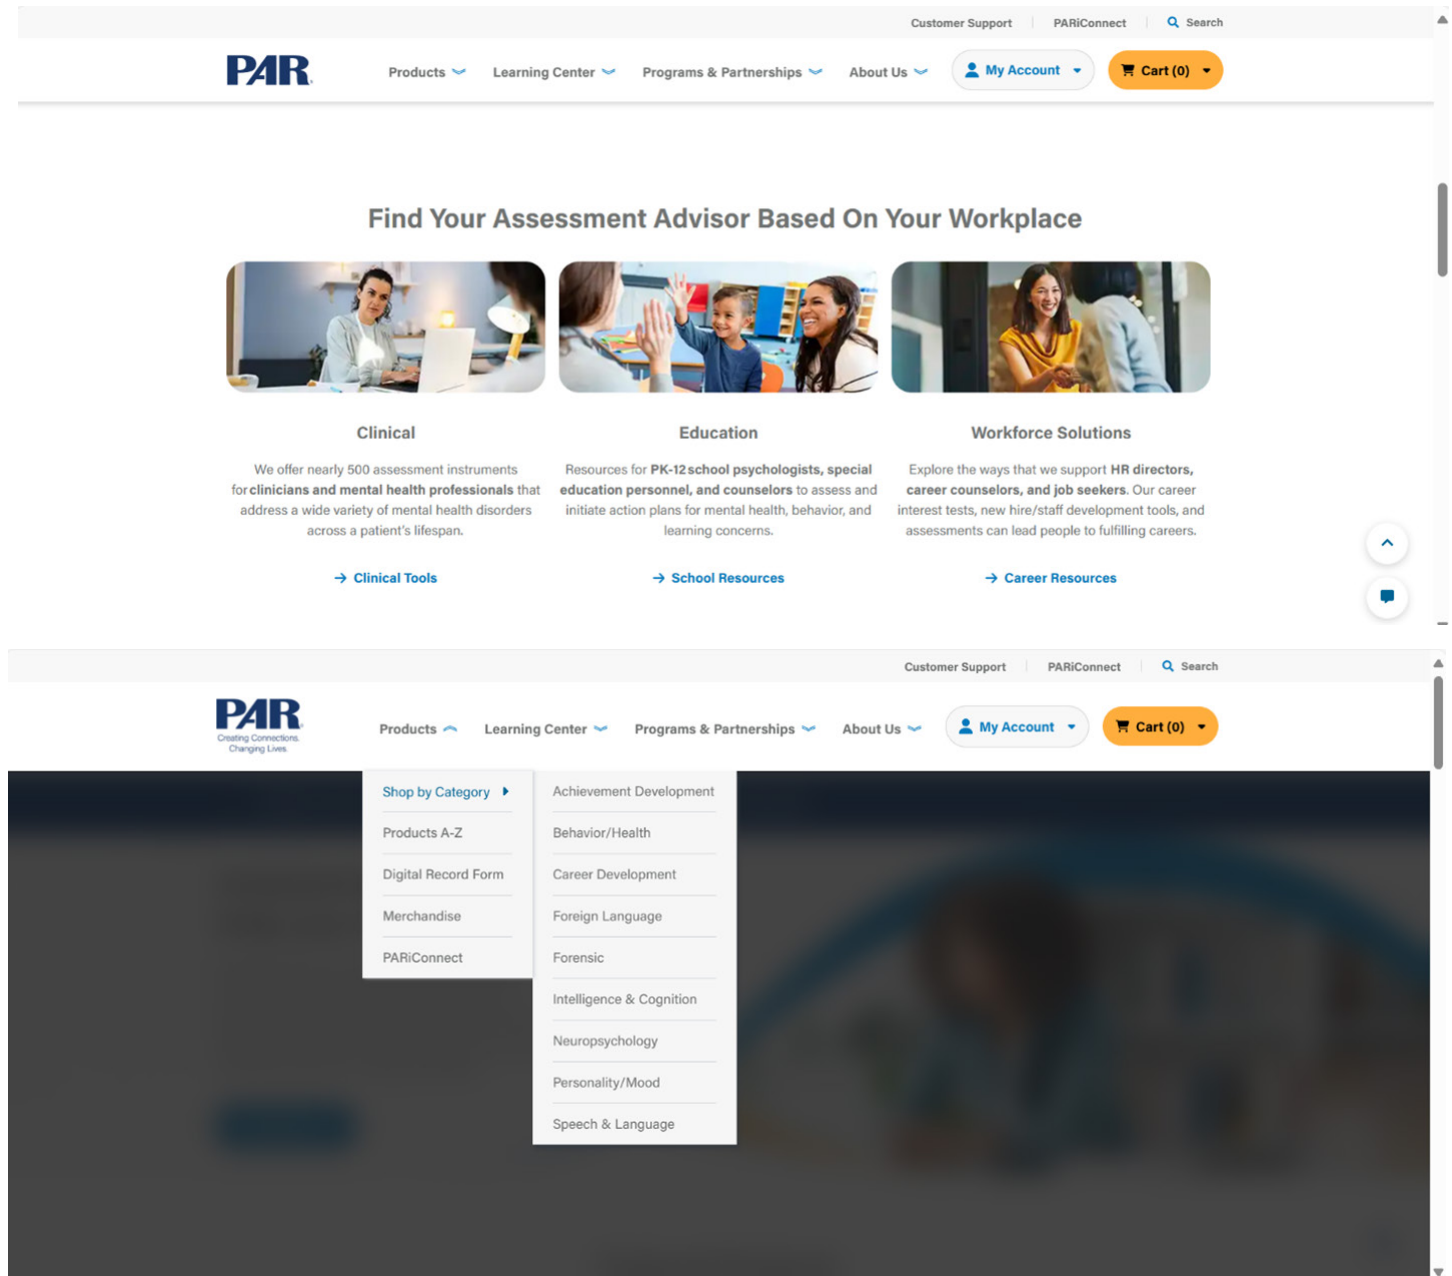 Customer Support
PARiConnect
Search
PAR
Products
Learning Center
Programs & Partnerships
About Us
My Account
Cart (0)
Find Your Assessment Advisor Based On Your Workplace
Clinical
We offer nearly 500 assessment instruments
for clinicians and mental health professionals that
address a wide variety of mental health disorders
across a patient's lifespan.
Clinical Tools
Education
Resources for PK-12 school psychologists, special
education personnel, and counselors to assess and
initiate action plans for mental health, behavior, and
learning concerns.
School Resources
Workforce Solutions
Explore the ways that we support HR directors,
career counselors, and job seekers. Our career
interest tests, new hire/staff development tools, and
assessments can lead people to fulfilling careers.
Career Resources
Customer Support
PARiConnect
Search
PAR
Creating Connections.
Changing Lives.
Products
Learning Center
Programs & Partnerships
About Us
My Account
Cart (0)
Shop by Category
Products A-Z
Digital Record Form
Merchandise
PARiConnect
Achievement Development
Behavior/Health
Career Development
Foreign Language
Forensic
Intelligence & Cognition
Neuropsychology
Personality/Mood
Speech & Language